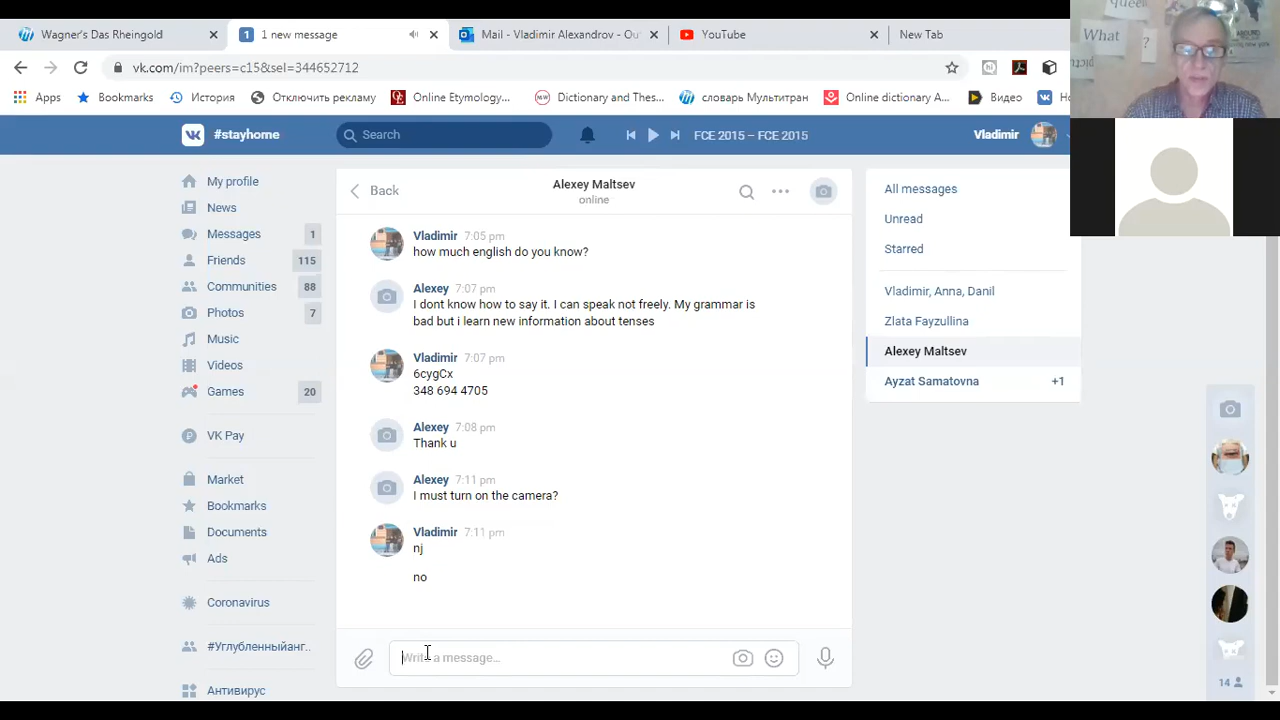 Wagner's Das Rheingold
1 new message
Mail - Vladimir Alexandrov - Ou
YouTube
New Tab
vk.com/im?peers=c15&sel=344652712
Apps
Bookmarks
История
Отключить рекламу
Online Etymology...
Dictionary and Thes...
словарь Мультитран
Online dictionary A...
Видео
#stayhome
Search
FCE 2015 – FCE 2015
Vladimir
My profile
News
Messages 1
Friends 115
Communities 88
Photos 7
Music
Videos
Games 20
VK Pay
Market
Bookmarks
Documents
Ads
Coronavirus
#Углубленныйанг..
Антивирус
Back
Alexey Maltsev
online
Vladimir 7:05 pm
how much english do you know?
Alexey 7:07 pm
I dont know how to say it. I can speak not freely. My grammar is
bad but i learn new information about tenses
Vladimir 7:07 pm
6cygCx
348 694 4705
Alexey 7:08 pm
Thank u
Alexey 7:11 pm
I must turn on the camera?
Vladimir 7:11 pm
nj
no
Write a message...
All messages
Unread
Starred
Vladimir, Anna, Danil
Zlata Fayzullina
Alexey Maltsev
Ayzat Samatovna +1
14
What
?